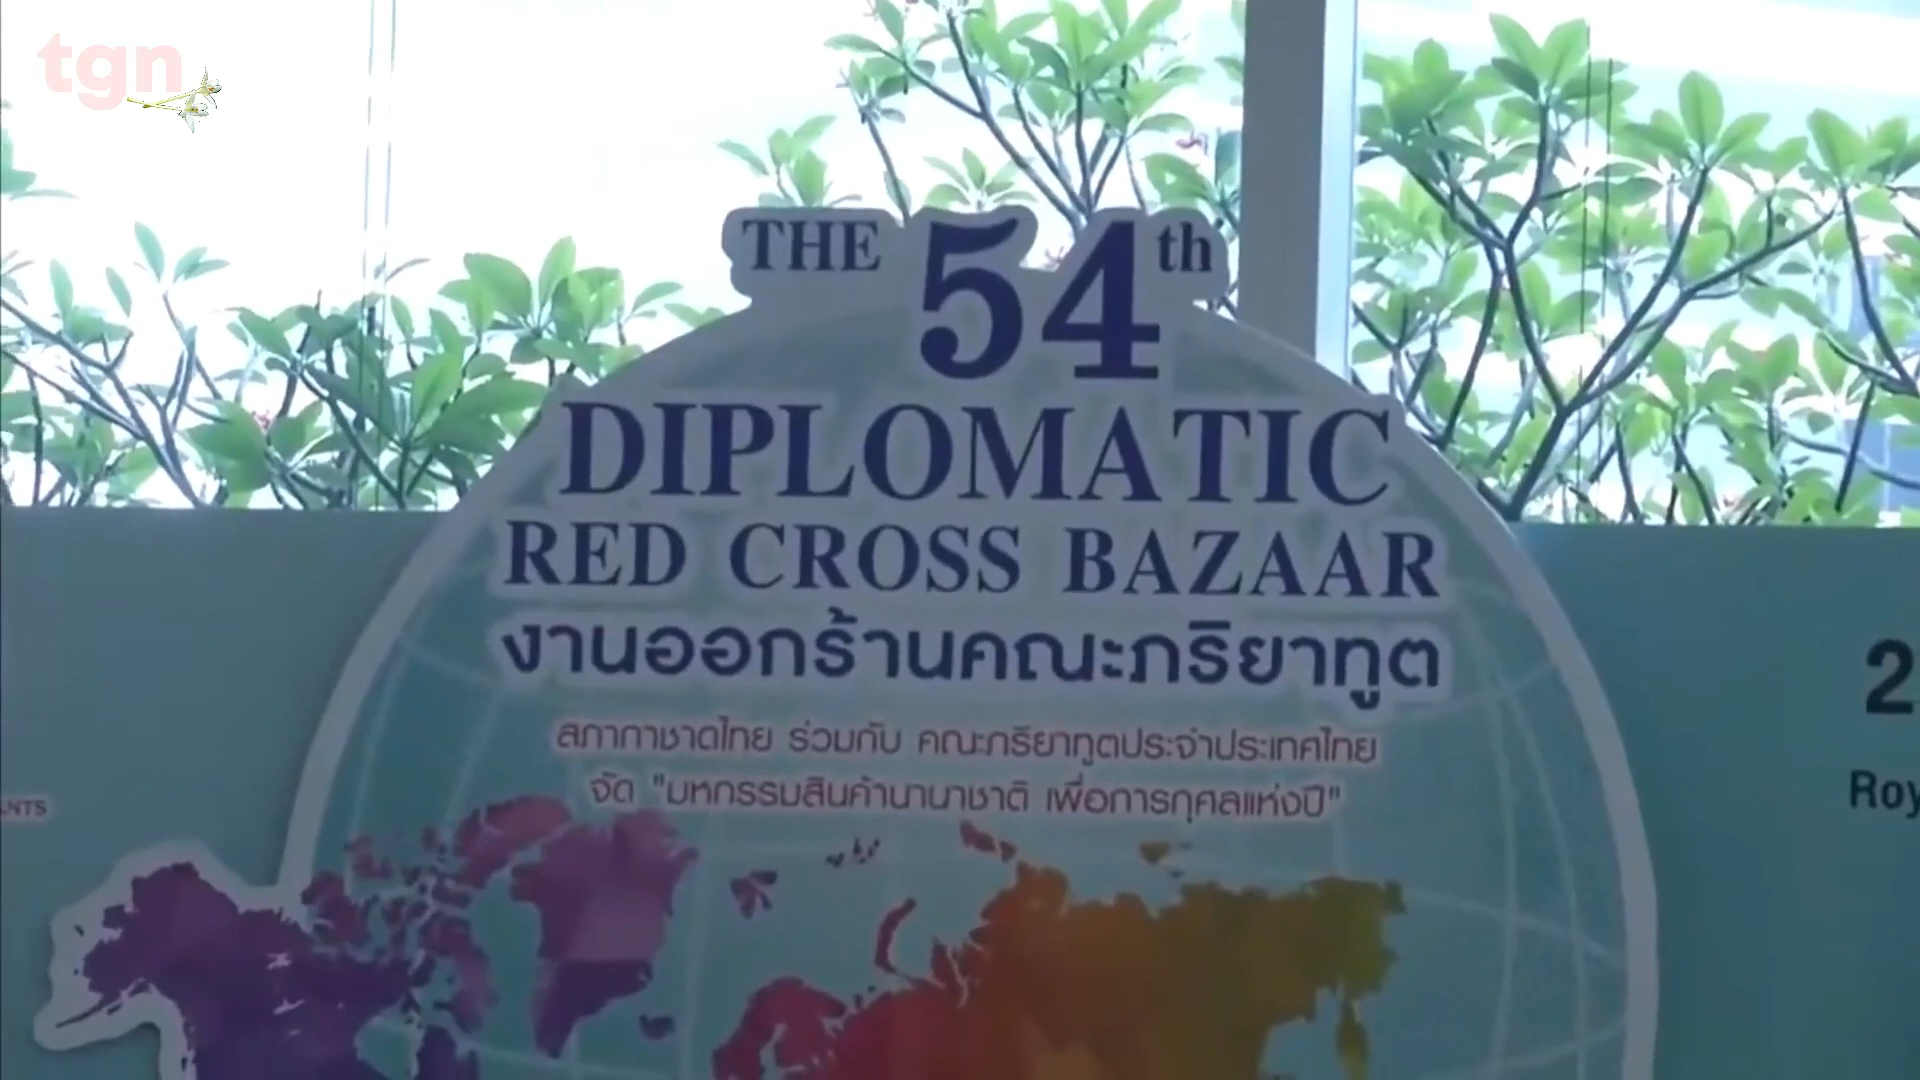 tgn
THE 54th
DIPLOMATIC
RED CROSS BAZAAR
งานออกร้านคณะภริยาทูต
สภากาชาดไทย ร่วมกับ คณะภริยาทูตประจำประเทศไทย
จัด "มหกรรมสินค้านานาชาติ เพื่อการกุศลแห่งปี"
2